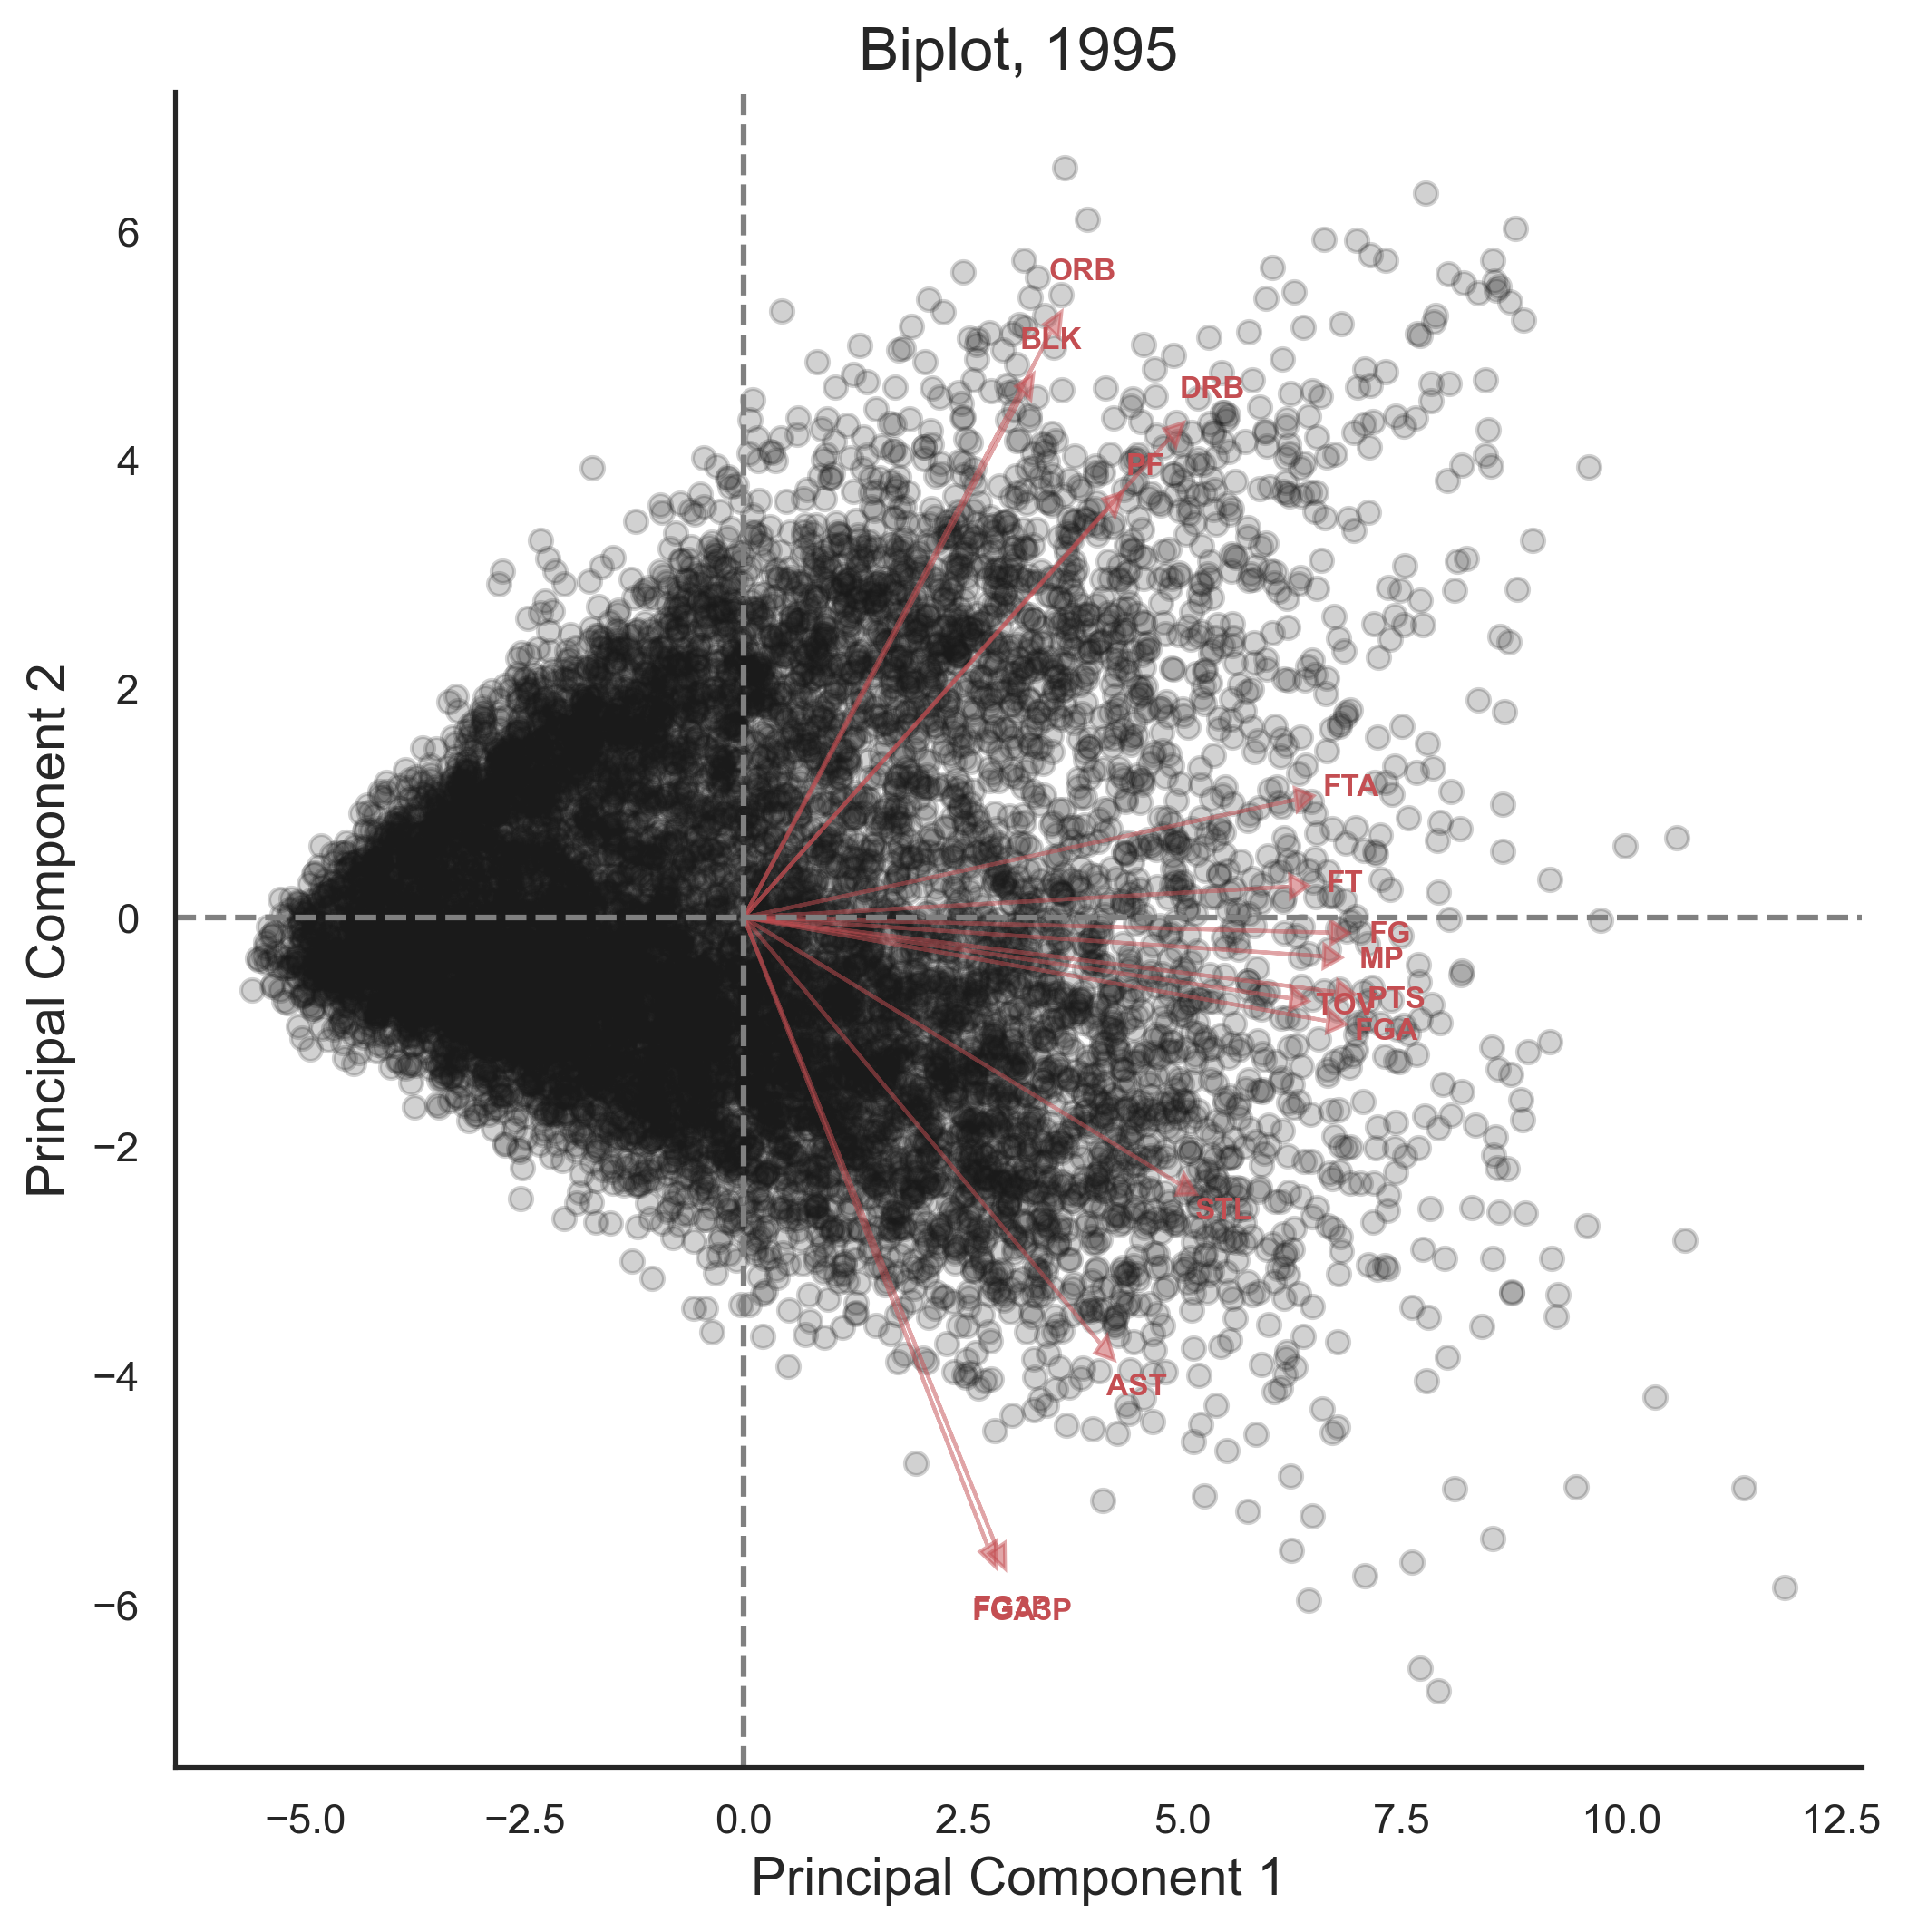 Biplot, 1995
Principal Component 2
6
4
2
0
−2
−4
−6
ORB
BLK
DRB
PF
FTA
FT
FG
MP
PTS
TOV
FGA
STL
AST
FG3P
FGA3P
−5.0 −2.5 0.0 2.5 5.0 7.5 10.0 12.5
Principal Component 1